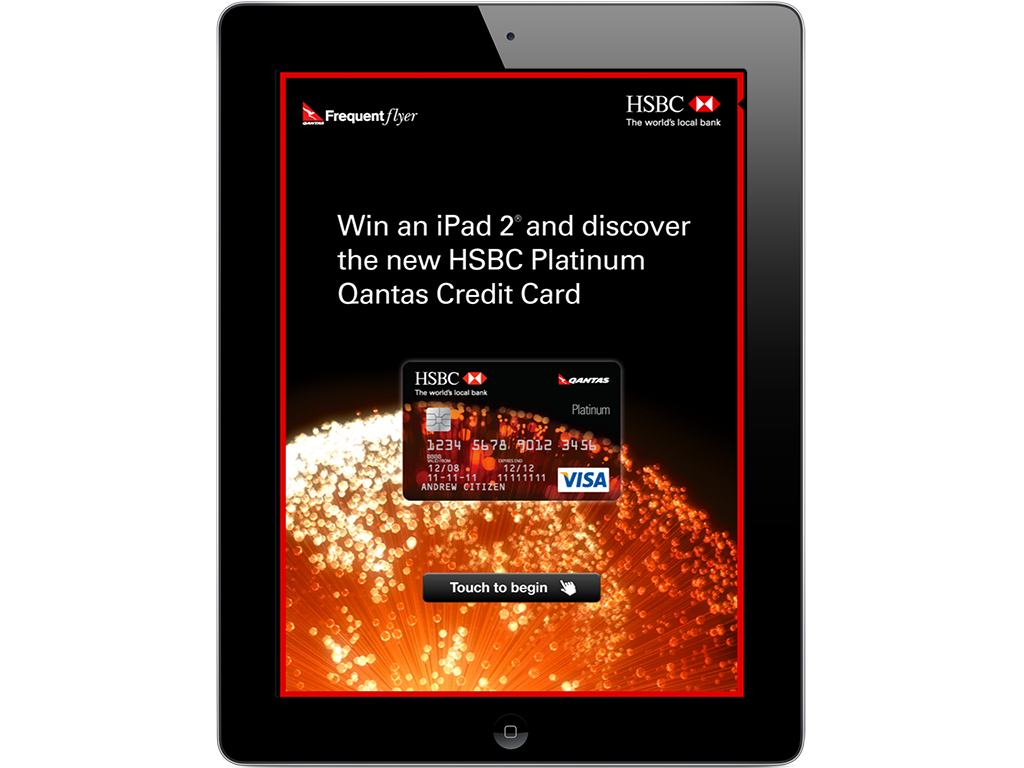 QANTAS Frequent flyer
HSBC
The world's local bank
Win an iPad 2® and discover
the new HSBC Platinum
Qantas Credit Card
HSBC
The world's local bank
QANTAS
Platinum
1234 5678 9012 3456
0000
VALID FROM EXPIRES END
12/08 12/12
11-11-11 11111111
ANDREW CITIZEN
VISA
Touch to begin